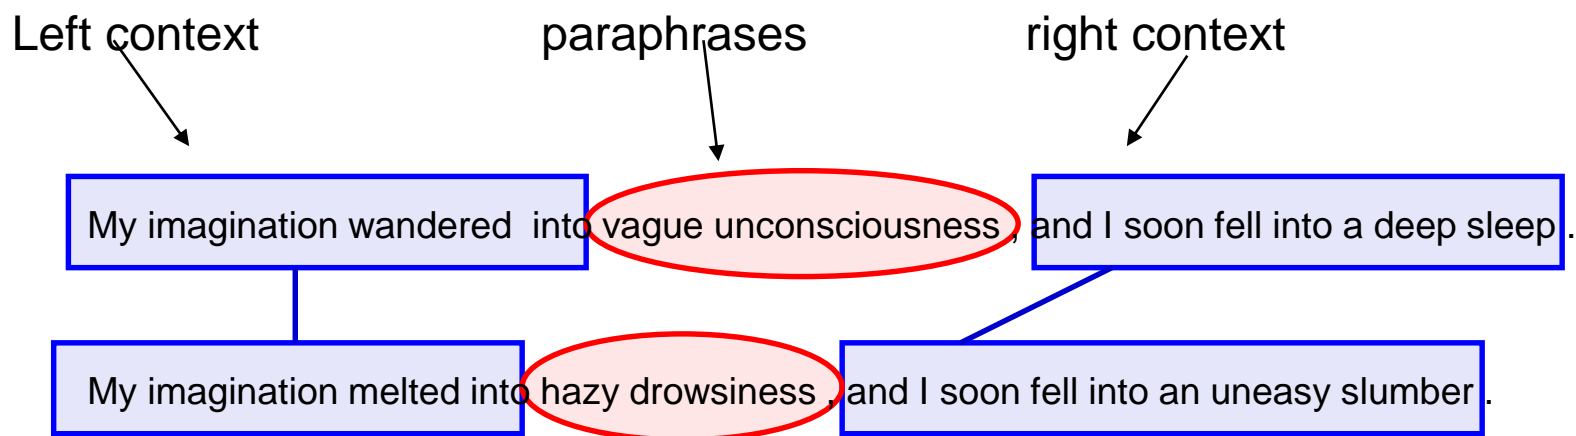 Left context paraphrases right context
My imagination wandered into vague unconsciousness , and I soon fell into a deep sleep .
My imagination melted into hazy drowsiness , and I soon fell into an uneasy slumber .